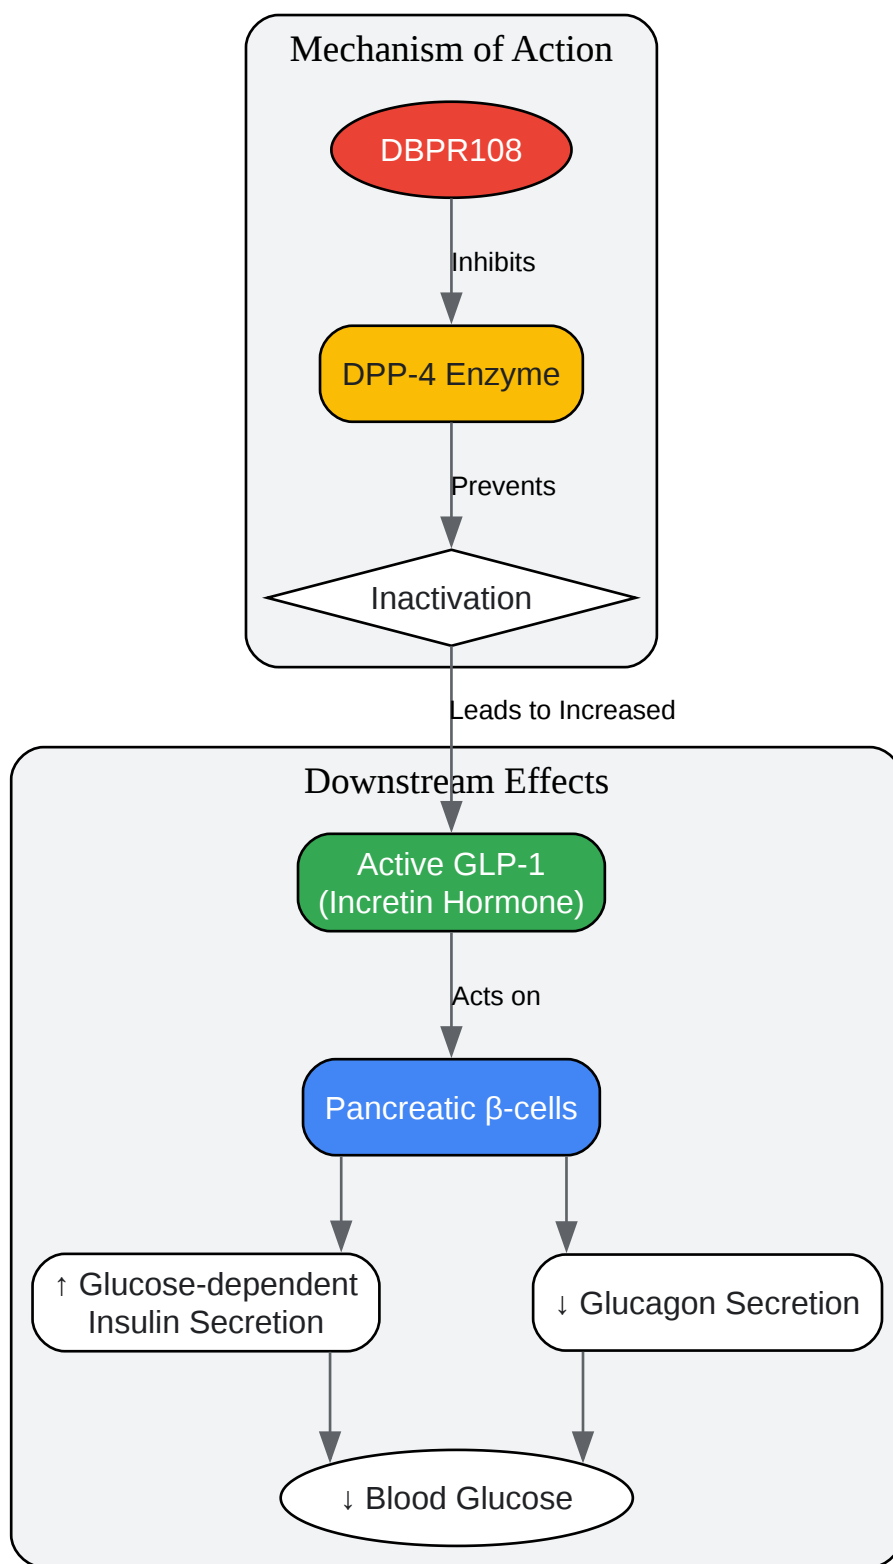 Mechanism of Action
DBPR108
Inhibits
DPP-4 Enzyme
Prevents
Inactivation
Leads to Increased
Downstream Effects
Active GLP-1
(Incretin Hormone)
Acts on
Pancreatic β-cells
↑ Glucose-dependent
Insulin Secretion
↓ Glucagon Secretion
↓ Blood Glucose